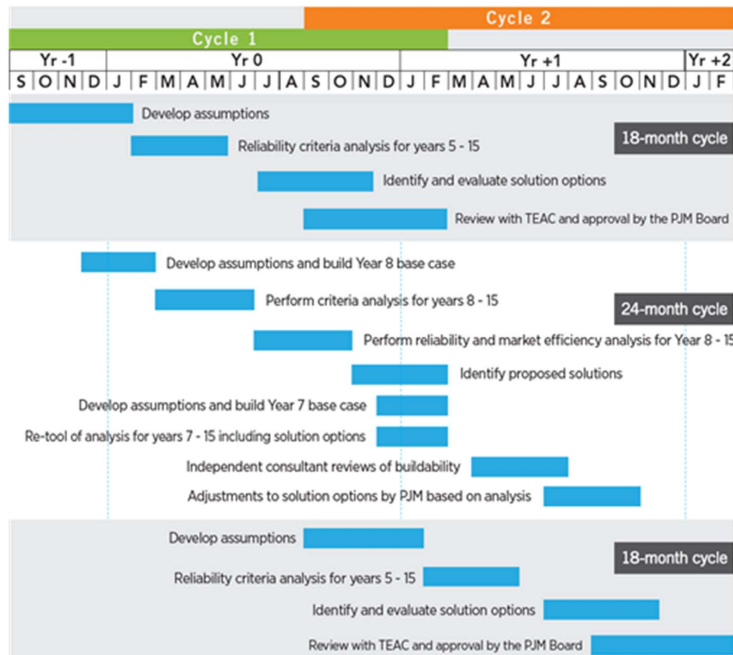 Cycle 2
Cycle 1
Yr -1 Yr 0 Yr +1 Yr +2
S O N D J F M A M J J A S O N D J F M A M J J A S O N D J F
Develop assumptions
18-month cycle
Reliability criteria analysis for years 5 - 15
Identify and evaluate solution options
Review with TEAC and approval by the PJM Board
Develop assumptions and build Year 8 base case
24-month cycle
Perform criteria analysis for years 8 - 15
Perform reliability and market efficiency analysis for Year 8 - 15
Identify proposed solutions
Develop assumptions and build Year 7 base case
Re-tool of analysis for years 7 - 15 including solution options
Independent consultant reviews of buildability
Adjustments to solution options by PJM based on analysis
Develop assumptions
18-month cycle
Reliability criteria analysis for years 5 - 15
Identify and evaluate solution options
Review with TEAC and approval by the PJM Board